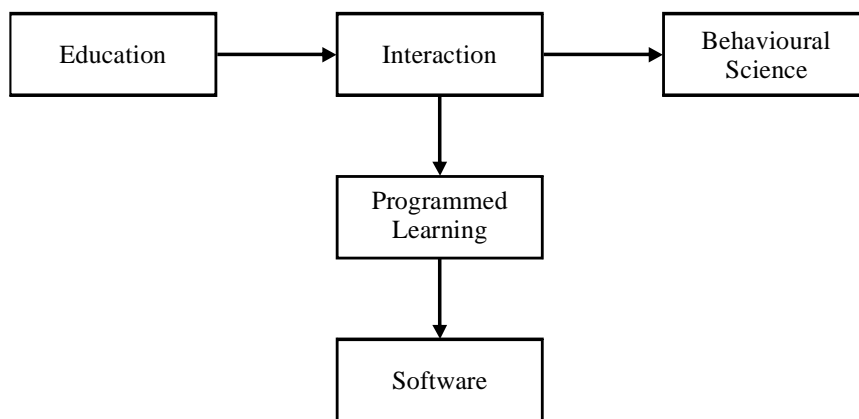 Education
Interaction
Behavioural
Science
Programmed
Learning
Software